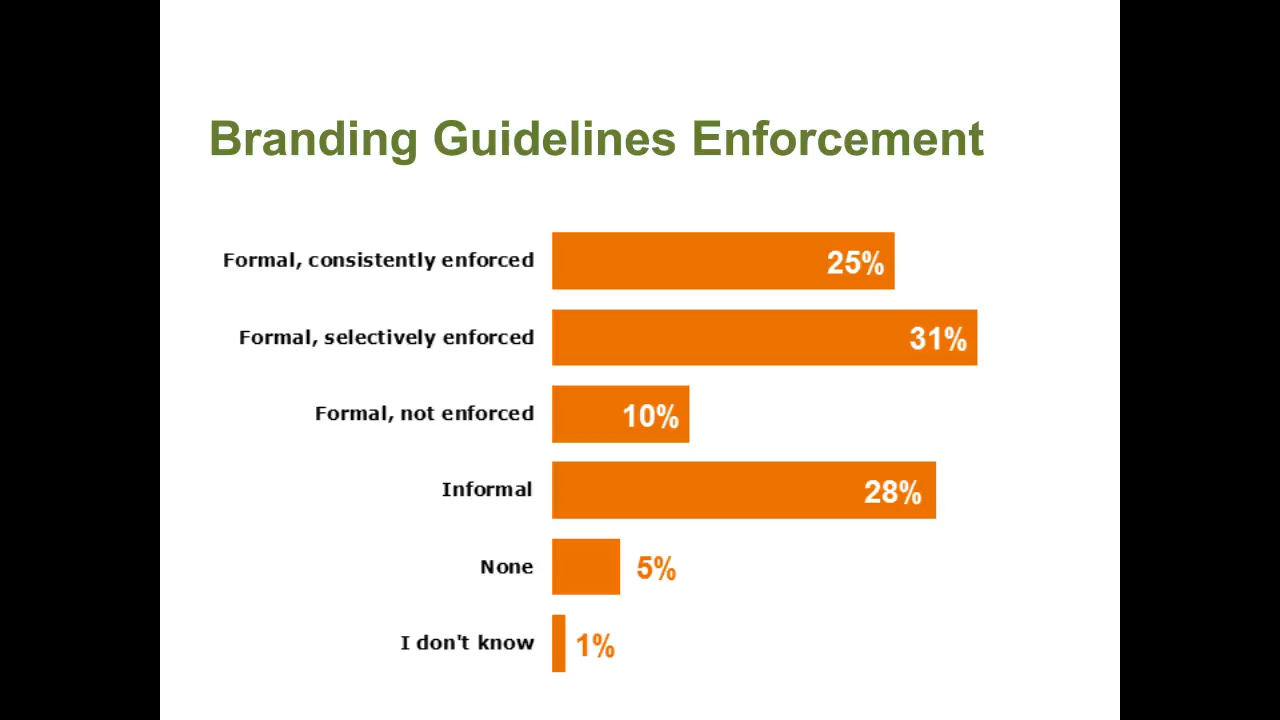 Branding Guidelines Enforcement
Formal, consistently enforced 25%
Formal, selectively enforced 31%
Formal, not enforced 10%
Informal 28%
None 5%
I don't know 1%